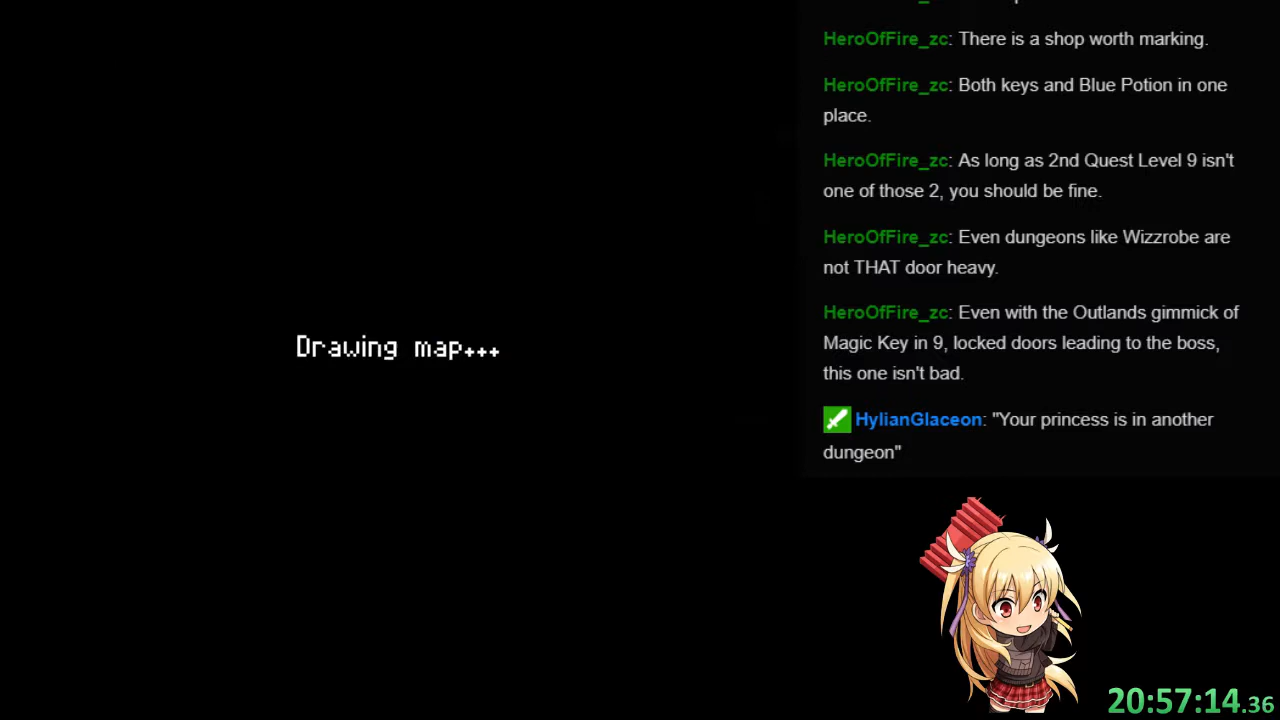 HeroOfFire_zc: There is a shop worth marking.
HeroOfFire_zc: Both keys and Blue Potion in one
place.
HeroOfFire_zc: As long as 2nd Quest Level 9 isn't
one of those 2, you should be fine.
HeroOfFire_zc: Even dungeons like Wizzrobe are
not THAT door heavy.
HeroOfFire_zc: Even with the Outlands gimmick of
Magic Key in 9, locked doors leading to the boss,
this one isn't bad.
HylianGlaceon: "Your princess is in another
dungeon"
Drawing map+++
20:57:14.36